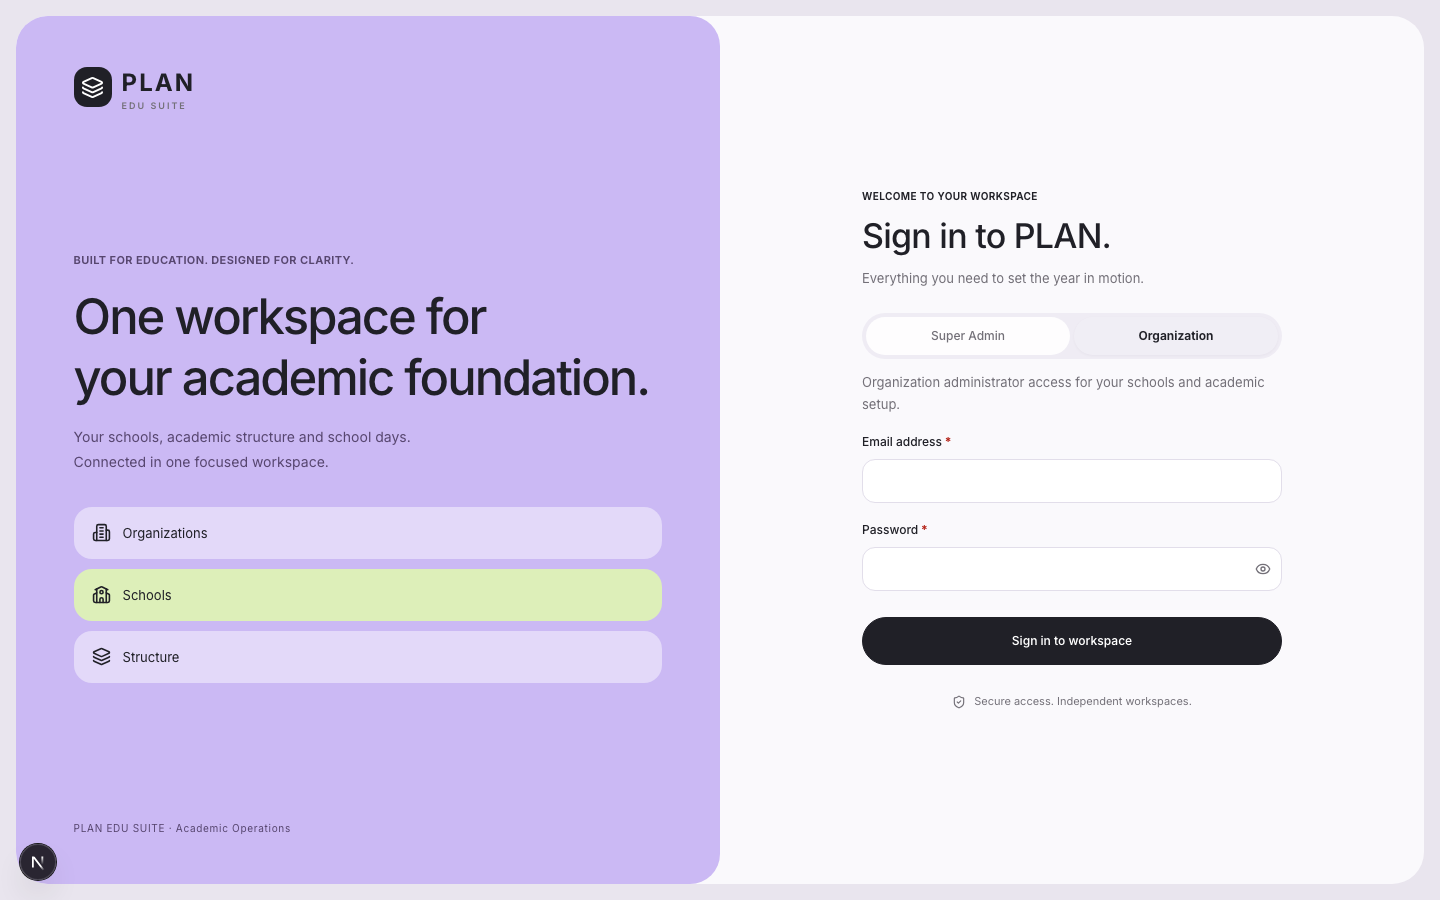 PLAN
EDU SUITE
BUILT FOR EDUCATION. DESIGNED FOR CLARITY.
One workspace for
your academic foundation.
Your schools, academic structure and school days.
Connected in one focused workspace.
Organizations
Schools
Structure
PLAN EDU SUITE · Academic Operations
N
WELCOME TO YOUR WORKSPACE
Sign in to PLAN.
Everything you need to set the year in motion.
Super Admin
Organization
Organization administrator access for your schools and academic
setup.
Email address *
Password *
Sign in to workspace
Secure access. Independent workspaces.